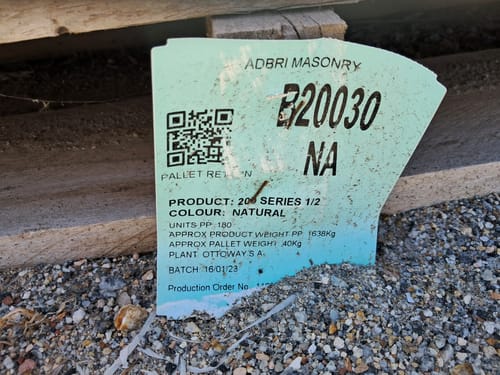 ADBRI MASONRY
B20030
NA
PALLET RETURN
PRODUCT: 200 SERIES 1/2
COLOUR: NATURAL
UNITS PP: 180
APPROX PRODUCT WEIGHT PP: 1638Kg
APPROX PALLET WEIGHT: 40Kg
PLANT: OTTOWAY S.A.
BATCH: 16/01/23
Production Order No.